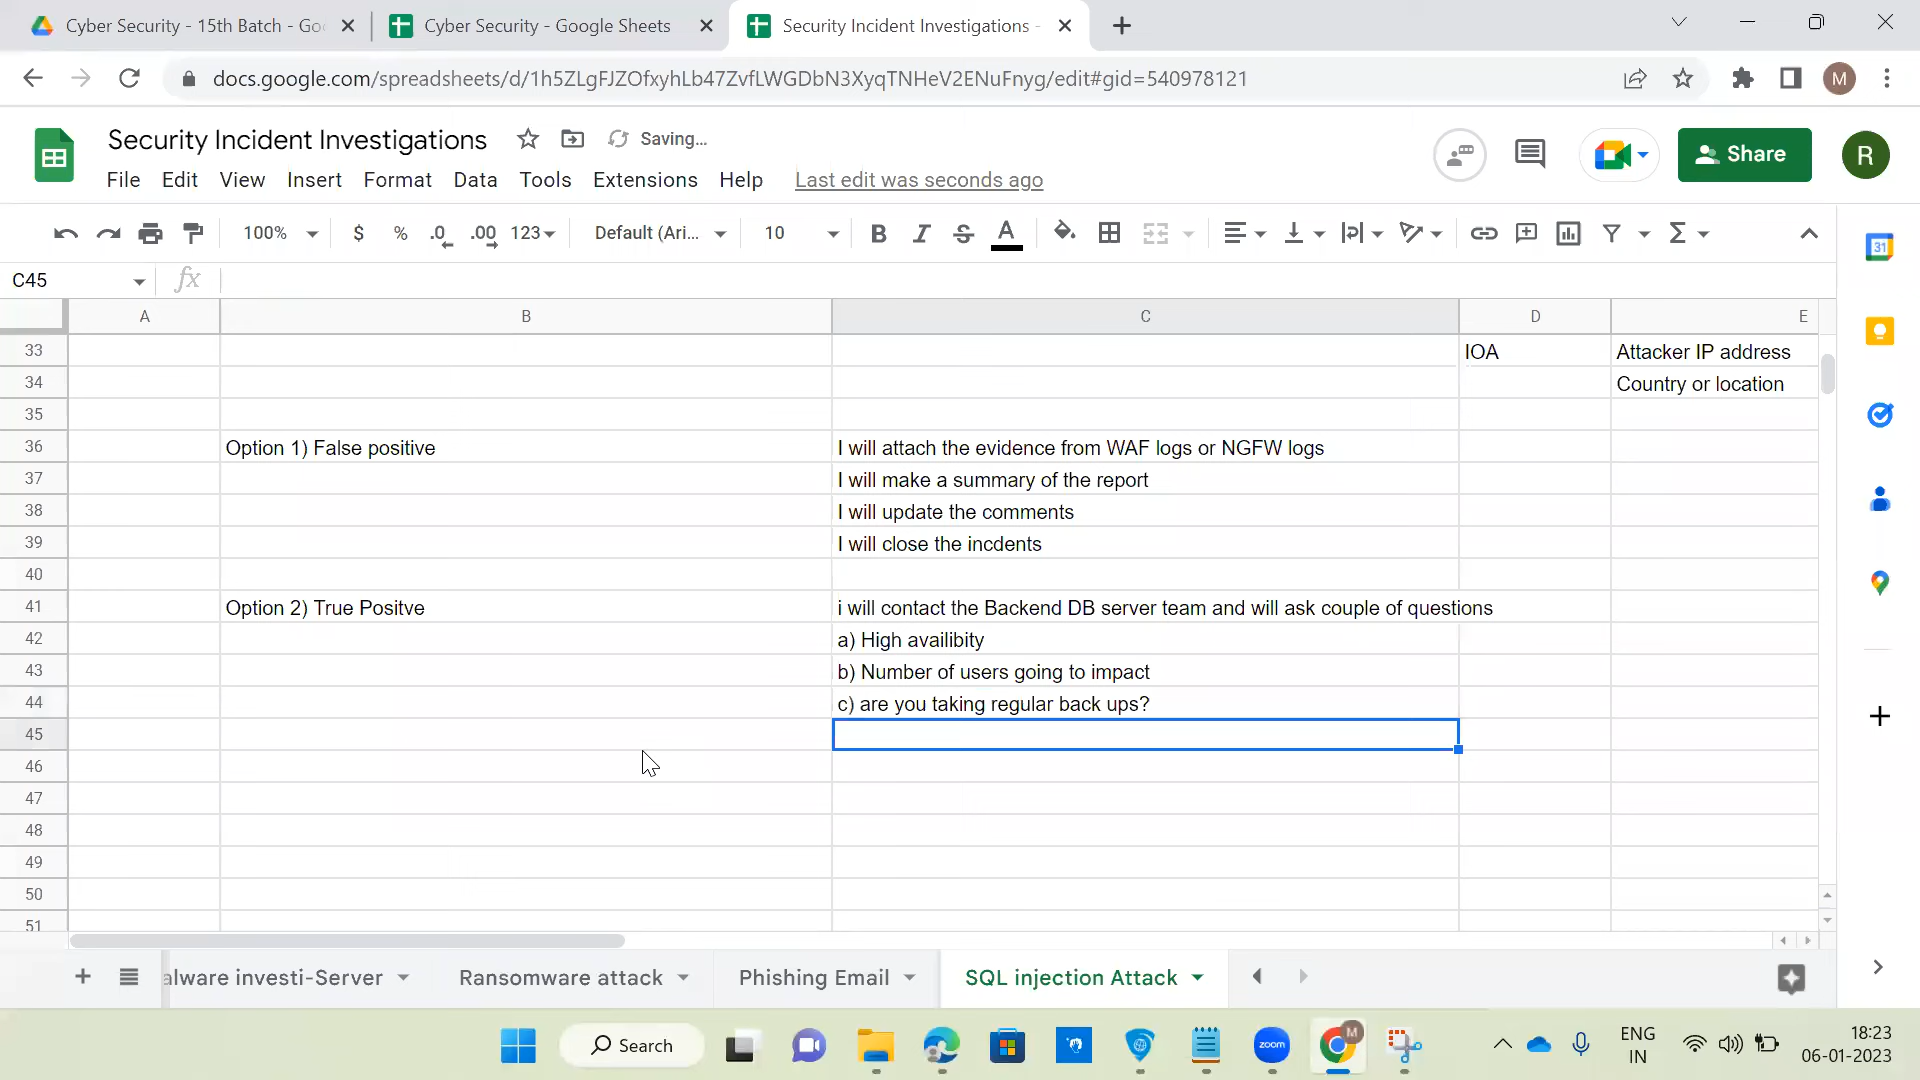 Cyber Security - 15th Batch - Go
Cyber Security - Google Sheets
Security Incident Investigations -
docs.google.com/spreadsheets/d/1h5ZLgFJZOfxyhLb47ZvfLWGDbN3XyqTNHeV2ENuFnyg/edit#gid=540978121
M
Security Incident Investigations
Saving...
Share
R
File Edit View Insert Format Data Tools Extensions Help Last edit was seconds ago
100% $ % .0 .00 123 Default (Ari... 10 B I S A
31
C45 fx
A B C D E
33 IOA Attacker IP address
34 Country or location
35
36 Option 1) False positive I will attach the evidence from WAF logs or NGFW logs
37 I will make a summary of the report
38 I will update the comments
39 I will close the incdents
40
41 Option 2) True Positve i will contact the Backend DB server team and will ask couple of questions
42 a) High availibity
43 b) Number of users going to impact
44 c) are you taking regular back ups?
45
46
47
48
49
50
51
alware investi-Server Ransomware attack Phishing Email SQL injection Attack
Search
zoom
M
ENG
IN
18:23
06-01-2023